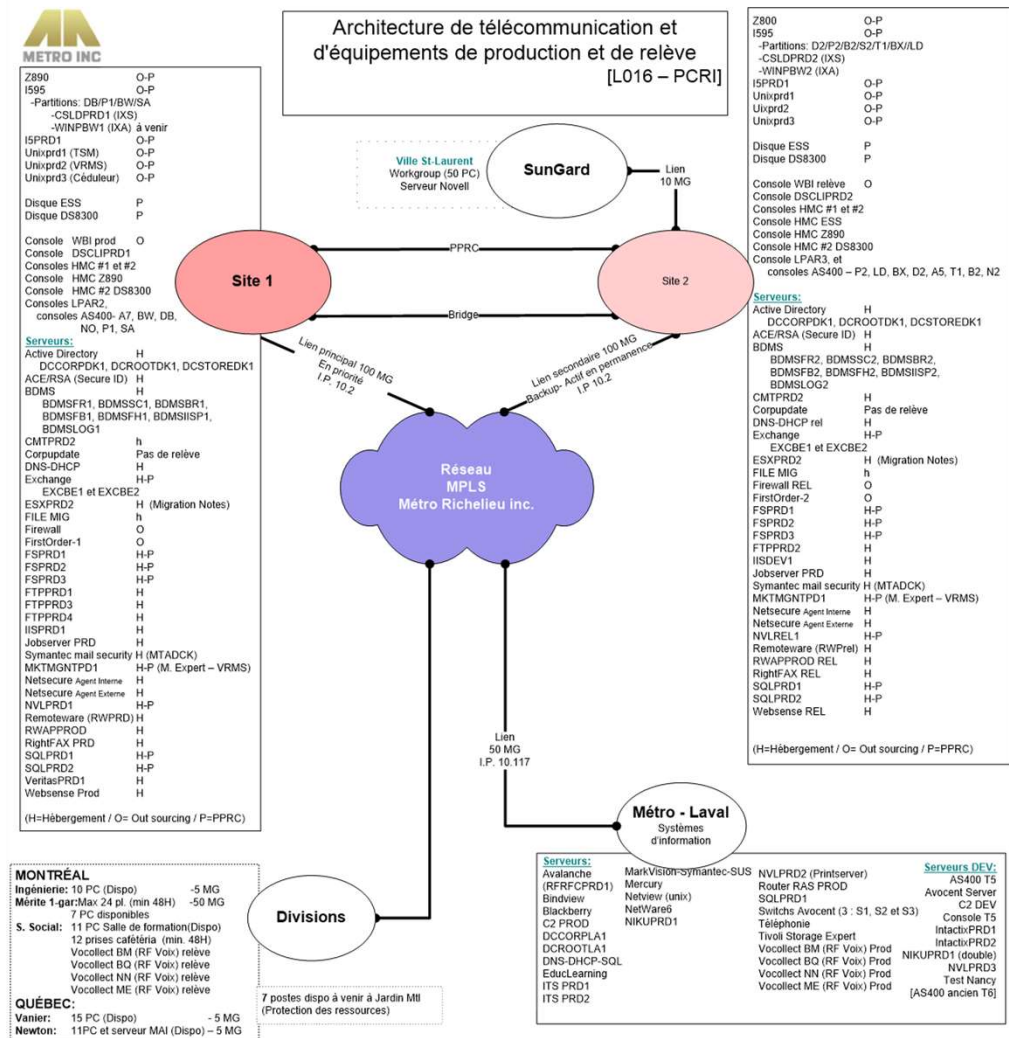 METRO INC
Architecture de télécommunication et
d'équipements de production et de relève
[L016 – PCRI]
Z890 O-P
I595 O-P
-Partitions: DB/P1/BW/SA
-CSLDPRD1 (IXS)
-WINPBW1 (IXA) à venir
I5PRD1 O-P
Unixprd1 (TSM) O-P
Unixprd2 (VRMS) O-P
Unixprd3 (Céduleur) O-P
Disque ESS P
Disque DS8300 P
Console WBI prod O
Console DSCLIPRD1
Consoles HMC #1 et #2
Console HMC Z890
Console HMC #2 DS8300
Consoles LPAR2,
consoles AS400- A7, BW, DB,
NO, P1, SA
Serveurs:
Active Directory H
DCCORPDK1, DCROOTDK1, DCSTOREDK1
ACE/RSA (Secure ID) H
BDMS H
BDMSFR1, BDMSSC1, BDMSBR1,
BDMSFB1, BDMSFH1, BDMSIISP1,
BDMSLOG1
CMTPRD2 h
Corpupdate Pas de relève
DNS-DHCP H
Exchange H-P
EXCBE1 et EXCBE2
ESXPRD2 H (Migration Notes)
FILE MIG h
Firewall O
FirstOrder-1 O
FSPRD1 H-P
FSPRD2 H-P
FSPRD3 H-P
FTPPRD1 H
FTPPRD3 H
FTPPRD4 H
IISPRD1 H
Jobserver PRD H
Symantec mail security H (MTADCK)
MKTMGNTPD1 H-P (M. Expert – VRMS)
Netsecure Agent Interne H
Netsecure Agent Externe H
NVLPRD1 H-P
Remoteware (RWPRD) H
RWAPPROD H
RightFAX PRD H
SQLPRD1 H-P
SQLPRD2 H-P
VeritasPRD1 H
Websense Prod H
(H=Hèbergement / O= Out sourcing / P=PPRC)
Ville St-Laurent
Workgroup (50 PC)
Serveur Novell
SunGard
Lien
10 MG
Site 1
PPRC
Bridge
Site 2
Lien principal 100 MG
En priorité
I.P. 10.2
Lien secondaire 100 MG
Backup- Actif en permanence
I.P 10.2
Réseau
MPLS
Métro Richelieu inc.
Lien
50 MG
I.P. 10.117
Z800 O-P
I595 O-P
-Partitions: D2/P2/B2/S2/T1/BX//LD
-CSLDPRD2 (IXS)
-WINPBW2 (IXA)
I5PRD1 O-P
Unixprd1 O-P
Uixprd2 O-P
Unixprd3 O-P
Disque ESS P
Disque DS8300 P
Console WBI relève O
Console DSCLIPRD2
Consoles HMC #1 et #2
Console HMC ESS
Console HMC Z890
Console HMC #2 DS8300
Console LPAR3, et
consoles AS400 – P2, LD, BX, D2, A5, T1, B2, N2
Serveurs:
Active Directory H
DCCORPDK1, DCROOTDK1, DCSTOREDK1
ACE/RSA (Secure ID) H
BDMS H
BDMSFR2, BDMSSC2, BDMSBR2,
BDMSFB2, BDMSFH2, BDMSIISP2,
BDMSLOG2
CMTPRD2 H
Corpupdate Pas de relève
DNS-DHCP rel H
Exchange H-P
EXCBE1 et EXCBE2
ESXPRD2 H (Migration Notes)
FILE MIG h
Firewall REL O
FirstOrder-2 O
FSPRD1 H-P
FSPRD2 H-P
FSPRD3 H-P
FTPPRD2 H
IISDEV1 H
Jobserver PRD H
Symantec mail security H (MTADCK)
MKTMGNTPD1 H-P (M. Expert – VRMS)
Netsecure Agent Interne H
Netsecure Agent Externe H
NVLREL1 H-P
Remoteware (RWPrel) H
RWAPPROD REL H
RightFAX REL H
SQLPRD1 H-P
SQLPRD2 H-P
Websense REL H
(H=Hèbergement / O= Out sourcing / P=PPRC)
MONTRÉAL
Ingénierie: 10 PC (Dispo) -5 MG
Mérite 1-gar:Max 24 pl. (min 48H) -50 MG
7 PC disponibles
S. Social: 11 PC Salle de formation(Dispo)
12 prises cafétéria (min. 48H)
Vocollect BM (RF Voix) relève
Vocollect BQ (RF Voix) relève
Vocollect NN (RF Voix) relève
Vocollect ME (RF Voix) relève
QUÉBEC:
Vanier: 15 PC (Dispo) - 5 MG
Newton: 11PC et serveur MAI (Dispo) – 5 MG
Divisions
7 postes dispo à venir à Jardin Mtl
(Protection des ressources)
Métro - Laval
Systèmes
d'information
Serveurs:
Avalanche
(RFRFCPRD1)
Bindview
Blackberry
C2 PROD
DCCORPLA1
DCROOTLA1
DNS-DHCP-SQL
EducLearning
ITS PRD1
ITS PRD2
MarkVision-Symantec-SUS
Mercury
Netview (unix)
NetWare6
NIKUPRD1
NVLPRD2 (Printserver)
Router RAS PROD
SQLPRD1
Switchs Avocent (3 : S1, S2 et S3)
Téléphonie
Tivoli Storage Expert
Vocollect BM (RF Voix) Prod
Vocollect BQ (RF Voix) Prod
Vocollect NN (RF Voix) Prod
Vocollect ME (RF Voix) Prod
Serveurs DEV:
AS400 T5
Avocent Server
C2 DEV
Console T5
IntactixPRD1
IntactixPRD2
NIKUPRD1 (double)
NVLPRD3
Test Nancy
[AS400 ancien T6]